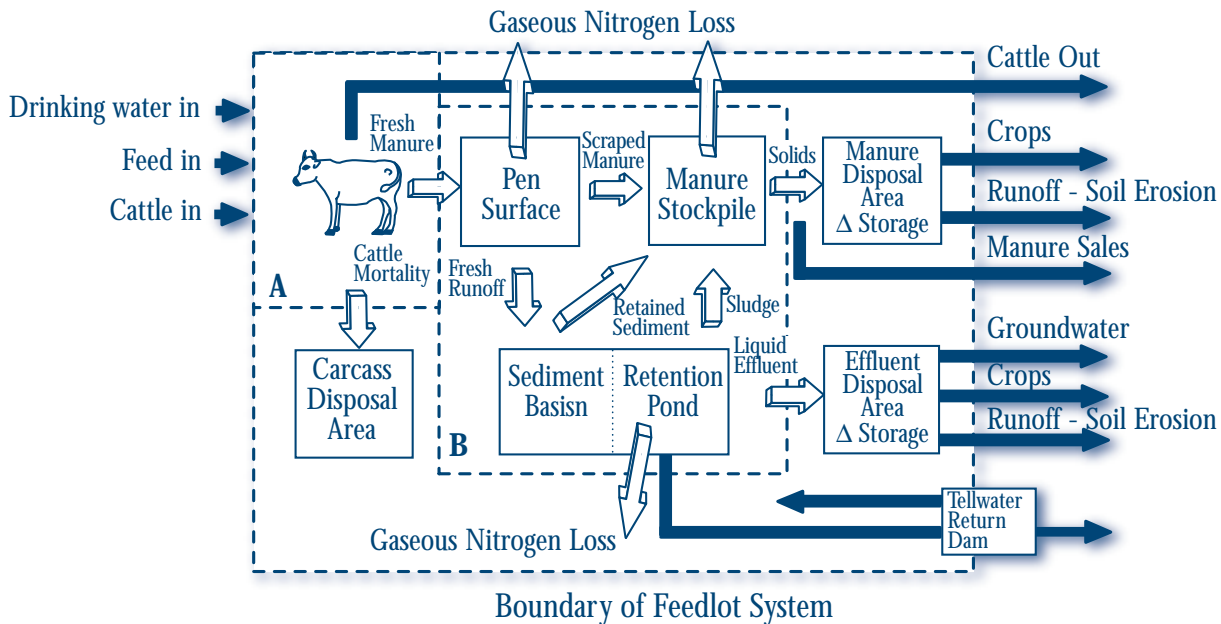 Gaseous Nitrogen Loss
Cattle Out
Drinking water in
Feed in
Cattle in
Fresh
Manure
Pen
Surface
Scraped
Manure
Manure
Stockpile
Solids
Manure
Disposal
Area
Δ Storage
Crops
Runoff - Soil Erosion
Manure Sales
Cattle
Mortality
A
Fresh
Runoff
Retained
Sediment
Sludge
Carcass
Disposal
Area
B
Sediment
Basisn
Retention
Pond
Liquid
Effluent
Effluent
Disposal
Area
Δ Storage
Groundwater
Crops
Runoff - Soil Erosion
Gaseous Nitrogen Loss
Tellwater
Return
Dam
Boundary of Feedlot System